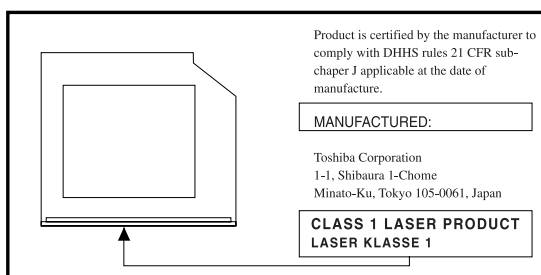 Product is certified by the manufacturer to
comply with DHHS rules 21 CFR sub-
chaper J applicable at the date of
manufacture.
MANUFACTURED:
Toshiba Corporation
1-1, Shibaura 1-Chome
Minato-Ku, Tokyo 105-0061, Japan
CLASS 1 LASER PRODUCT
LASER KLASSE 1